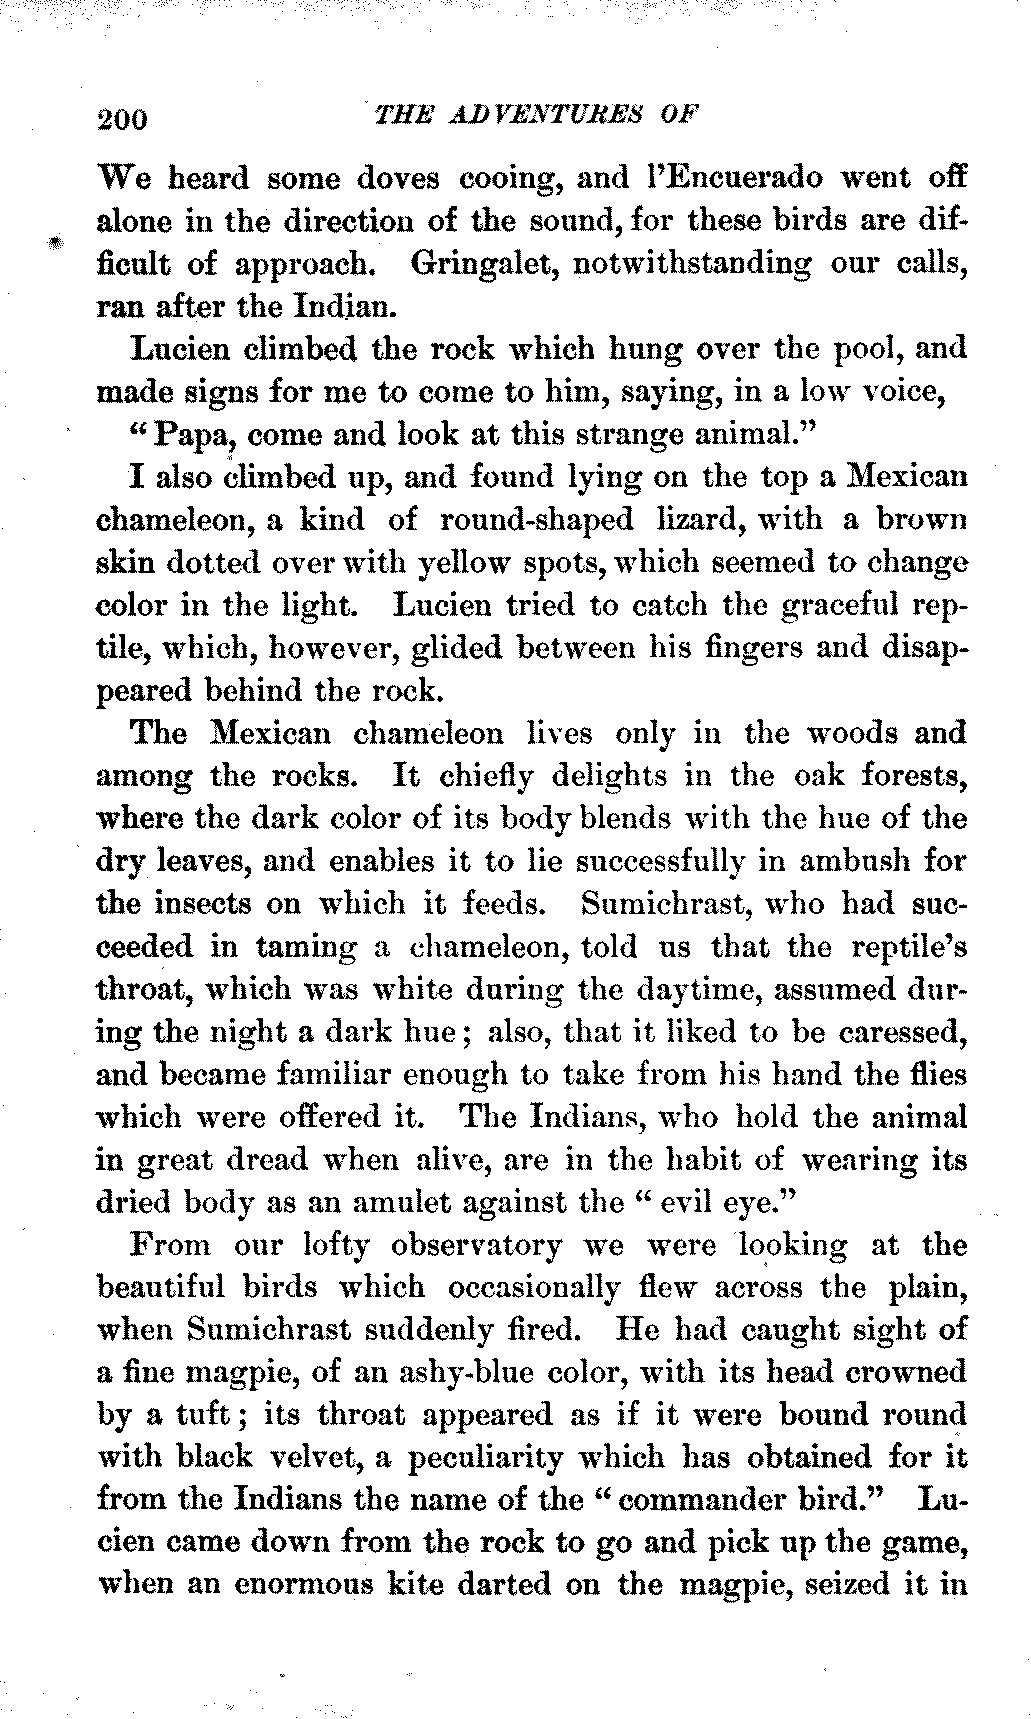 200 THE ADVENTURES OF
We heard some doves cooing, and l'Encuerado went off
alone in the direction of the sound, for these birds are dif-
ficult of approach. Gringalet, notwithstanding our calls,
ran after the Indian.
Lucien climbed the rock which hung over the pool, and
made signs for me to come to him, saying, in a low voice,
"Papa, come and look at this strange animal."
I also climbed up, and found lying on the top a Mexican
chameleon, a kind of round-shaped lizard, with a brown
skin dotted over with yellow spots, which seemed to change
color in the light. Lucien tried to catch the graceful rep-
tile, which, however, glided between his fingers and disap-
peared behind the rock.
The Mexican chameleon lives only in the woods and
among the rocks. It chiefly delights in the oak forests,
where the dark color of its body blends with the hue of the
dry leaves, and enables it to lie successfully in ambush for
the insects on which it feeds. Sumichrast, who had suc-
ceeded in taming a chameleon, told us that the reptile's
throat, which was white during the daytime, assumed dur-
ing the night a dark hue; also, that it liked to be caressed,
and became familiar enough to take from his hand the flies
which were offered it. The Indians, who hold the animal
in great dread when alive, are in the habit of wearing its
dried body as an amulet against the "evil eye."
From our lofty observatory we were looking at the
beautiful birds which occasionally flew across the plain,
when Sumichrast suddenly fired. He had caught sight of
a fine magpie, of an ashy-blue color, with its head crowned
by a tuft; its throat appeared as if it were bound round
with black velvet, a peculiarity which has obtained for it
from the Indians the name of the "commander bird." Lu-
cien came down from the rock to go and pick up the game,
when an enormous kite darted on the magpie, seized it in